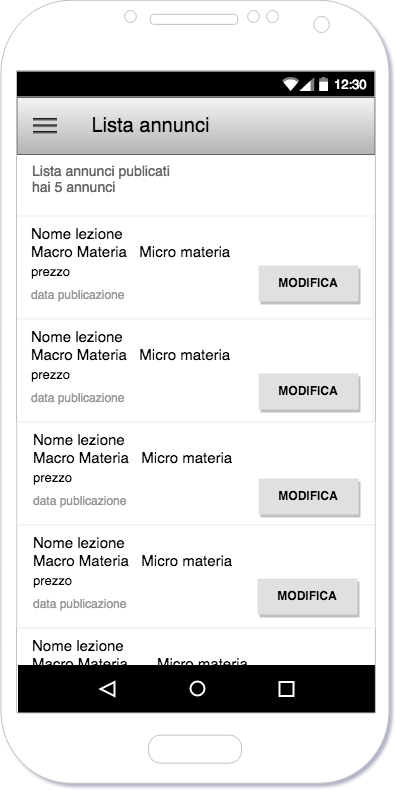 12:30
Lista annunci
Lista annunci publicati
hai 5 annunci
Nome lezione
Macro Materia Micro materia
prezzo
data publicazione
MODIFICA
Nome lezione
Macro Materia Micro materia
prezzo
data publicazione
MODIFICA
Nome lezione
Macro Materia Micro materia
prezzo
data publicazione
MODIFICA
Nome lezione
Macro Materia Micro materia
prezzo
data publicazione
MODIFICA
Nome lezione
Macro Materia Micro materia